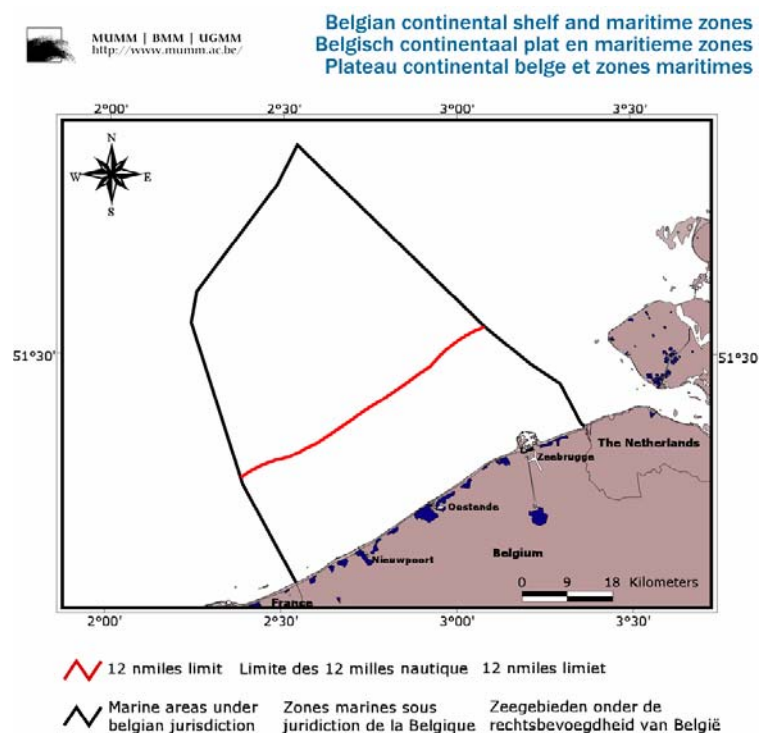 MUMM | BMM | UGMM
http://www.mumm.ac.be/
Belgian continental shelf and maritime zones
Belgisch continentaal plat en maritieme zones
Plateau continental belge et zones maritimes
2°00' 2°30' 3°00' 3°30'
N
W E
S
51°30' 51°30'
The Netherlands
Zeebrugge
Oostende
Belgium
Nieuwpoort
0 9 18 Kilometers
France
2°00' 2°30' 3°00' 3°30'
12 nmiles limit Limite des 12 milles nautique 12 nmiles limiet
Marine areas under Zones marines sous Zeegebieden onder de
belgian jurisdiction juridiction de la Belgique rechtsbevoegdheid van België